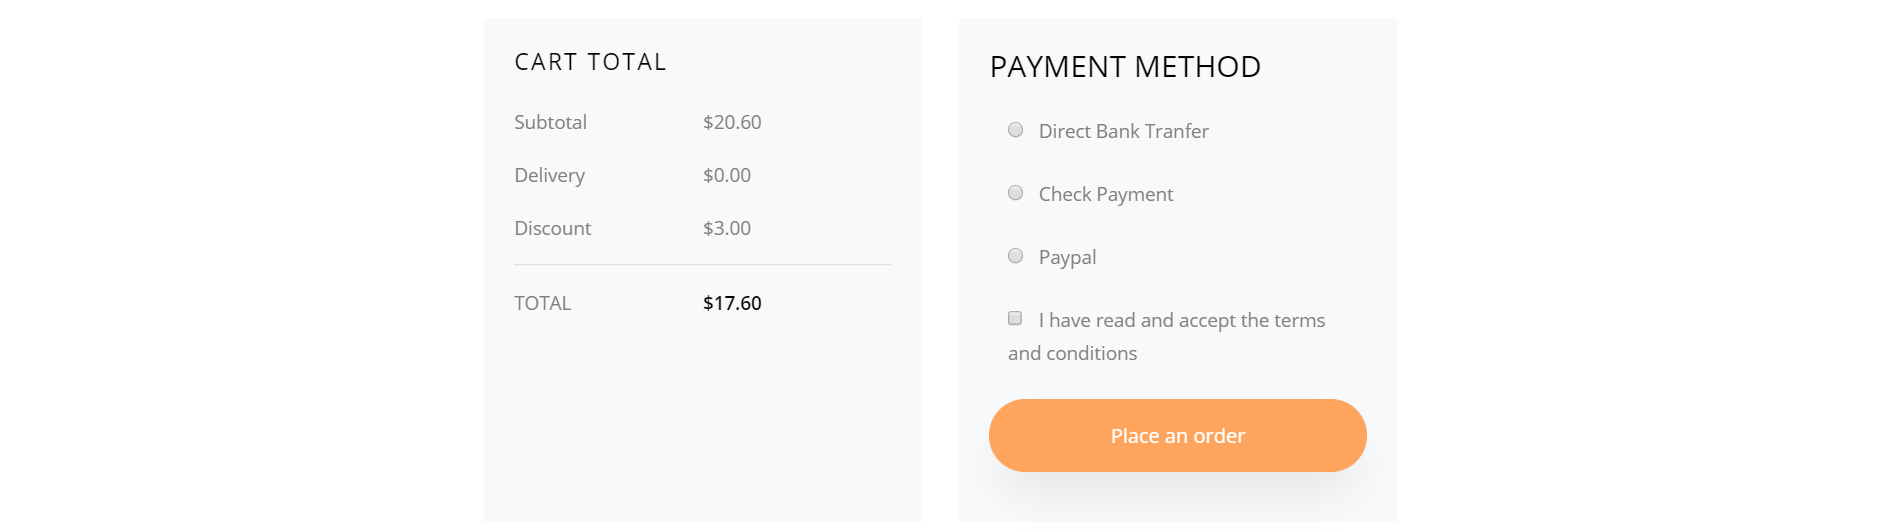 CART TOTAL
Subtotal $20.60
Delivery $0.00
Discount $3.00
TOTAL $17.60
PAYMENT METHOD
Direct Bank Tranfer
Check Payment
Paypal
I have read and accept the terms
and conditions
Place an order